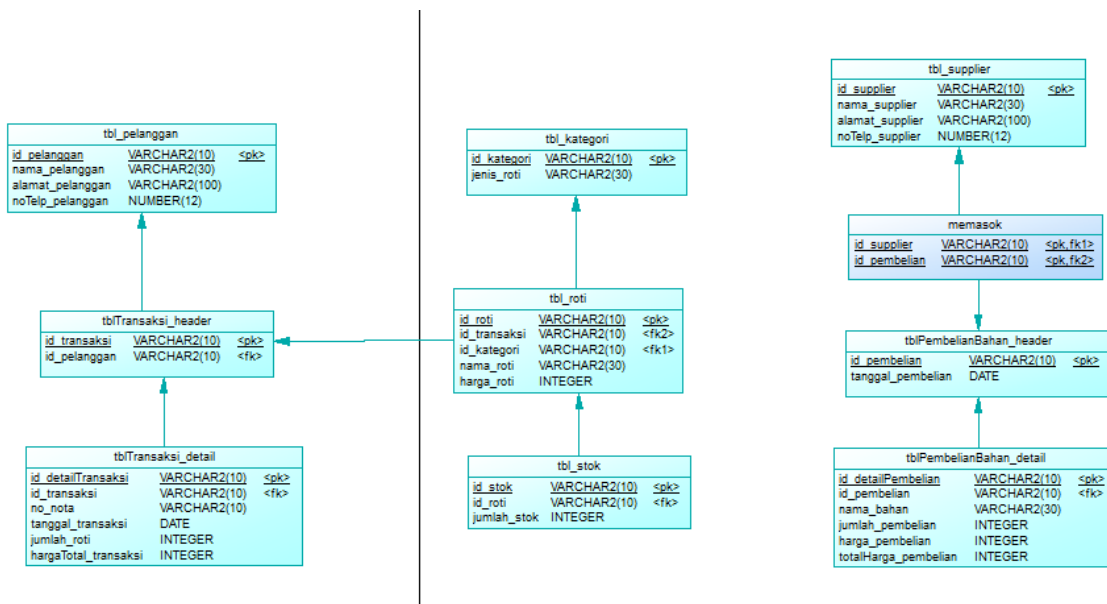 tbl_pelanggan
id_pelanggan VARCHAR2(10) <pk>
nama_pelanggan VARCHAR2(30)
alamat_pelanggan VARCHAR2(100)
noTelp_pelanggan NUMBER(12)
tblTransaksi_header
id_transaksi VARCHAR2(10) <pk>
id_pelanggan VARCHAR2(10) <fk>
tblTransaksi_detail
id_detailTransaksi VARCHAR2(10) <pk>
id_transaksi VARCHAR2(10) <fk>
no_nota VARCHAR2(10)
tanggal_transaksi DATE
jumlah_roti INTEGER
hargaTotal_transaksi INTEGER
tbl_kategori
id_kategori VARCHAR2(10) <pk>
jenis_roti VARCHAR2(30)
tbl_roti
id_roti VARCHAR2(10) <pk>
id_transaksi VARCHAR2(10) <fk2>
id_kategori VARCHAR2(10) <fk1>
nama_roti VARCHAR2(30)
harga_roti INTEGER
tbl_stok
id_stok VARCHAR2(10) <pk>
id_roti VARCHAR2(10) <fk>
jumlah_stok INTEGER
tbl_supplier
id_supplier VARCHAR2(10) <pk>
nama_supplier VARCHAR2(30)
alamat_supplier VARCHAR2(100)
noTelp_supplier NUMBER(12)
memasok
id_supplier VARCHAR2(10) <pk,fk1>
id_pembelian VARCHAR2(10) <pk,fk2>
tblPembelianBahan_header
id_pembelian VARCHAR2(10) <pk>
tanggal_pembelian DATE
tblPembelianBahan_detail
id_detailPembelian VARCHAR2(10) <pk>
id_pembelian VARCHAR2(10) <fk>
nama_bahan VARCHAR2(30)
jumlah_pembelian INTEGER
harga_pembelian INTEGER
totalHarga_pembelian INTEGER